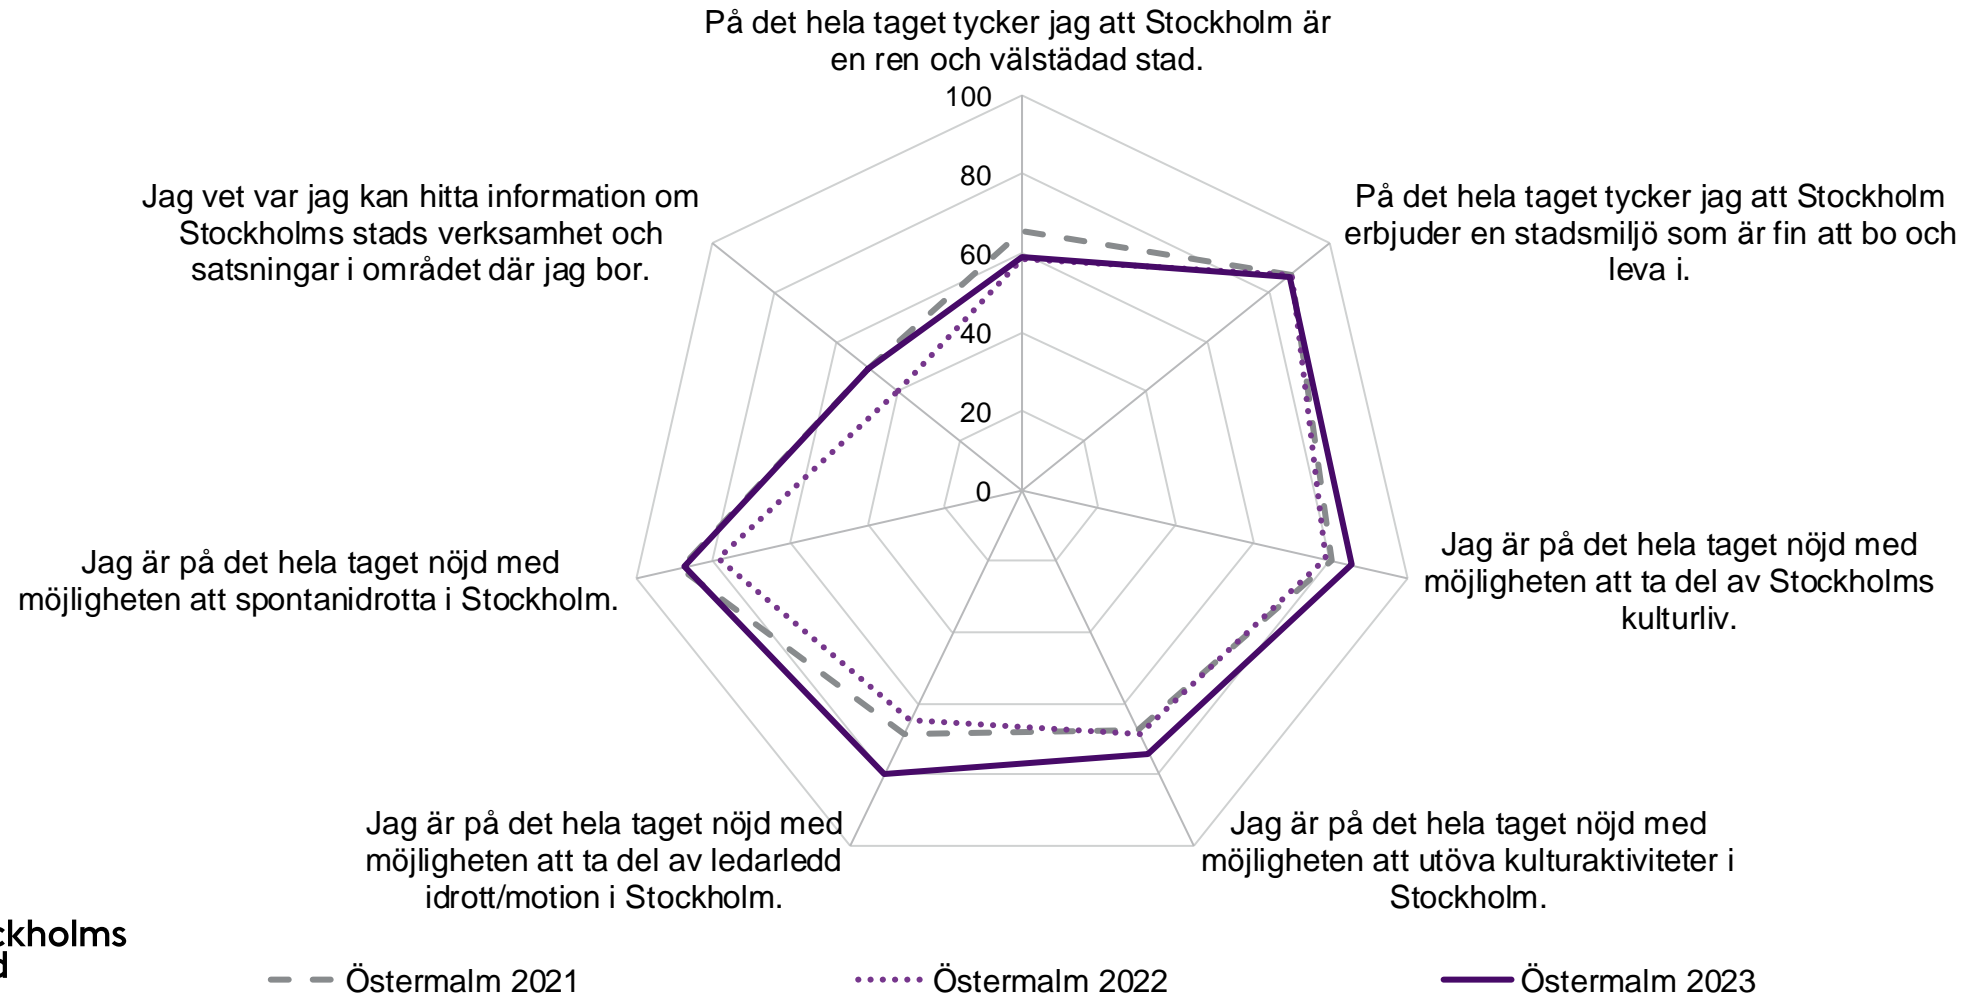 På det hela taget tycker jag att Stockholm är
en ren och välstädad stad.
100
80
60
40
20
0
På det hela taget tycker jag att Stockholm
erbjuder en stadsmiljö som är fin att bo och
leva i.
Jag är på det hela taget nöjd med
möjligheten att ta del av Stockholms
kulturliv.
Jag är på det hela taget nöjd med
möjligheten att utöva kulturaktiviteter i
Stockholm.
Jag är på det hela taget nöjd med
möjligheten att ta del av ledarledd
idrott/motion i Stockholm.
Jag är på det hela taget nöjd med
möjligheten att spontanidrotta i Stockholm.
Jag vet var jag kan hitta information om
Stockholms stads verksamhet och
satsningar i området där jag bor.
ckholms
d
Östermalm 2021
Östermalm 2022
Östermalm 2023